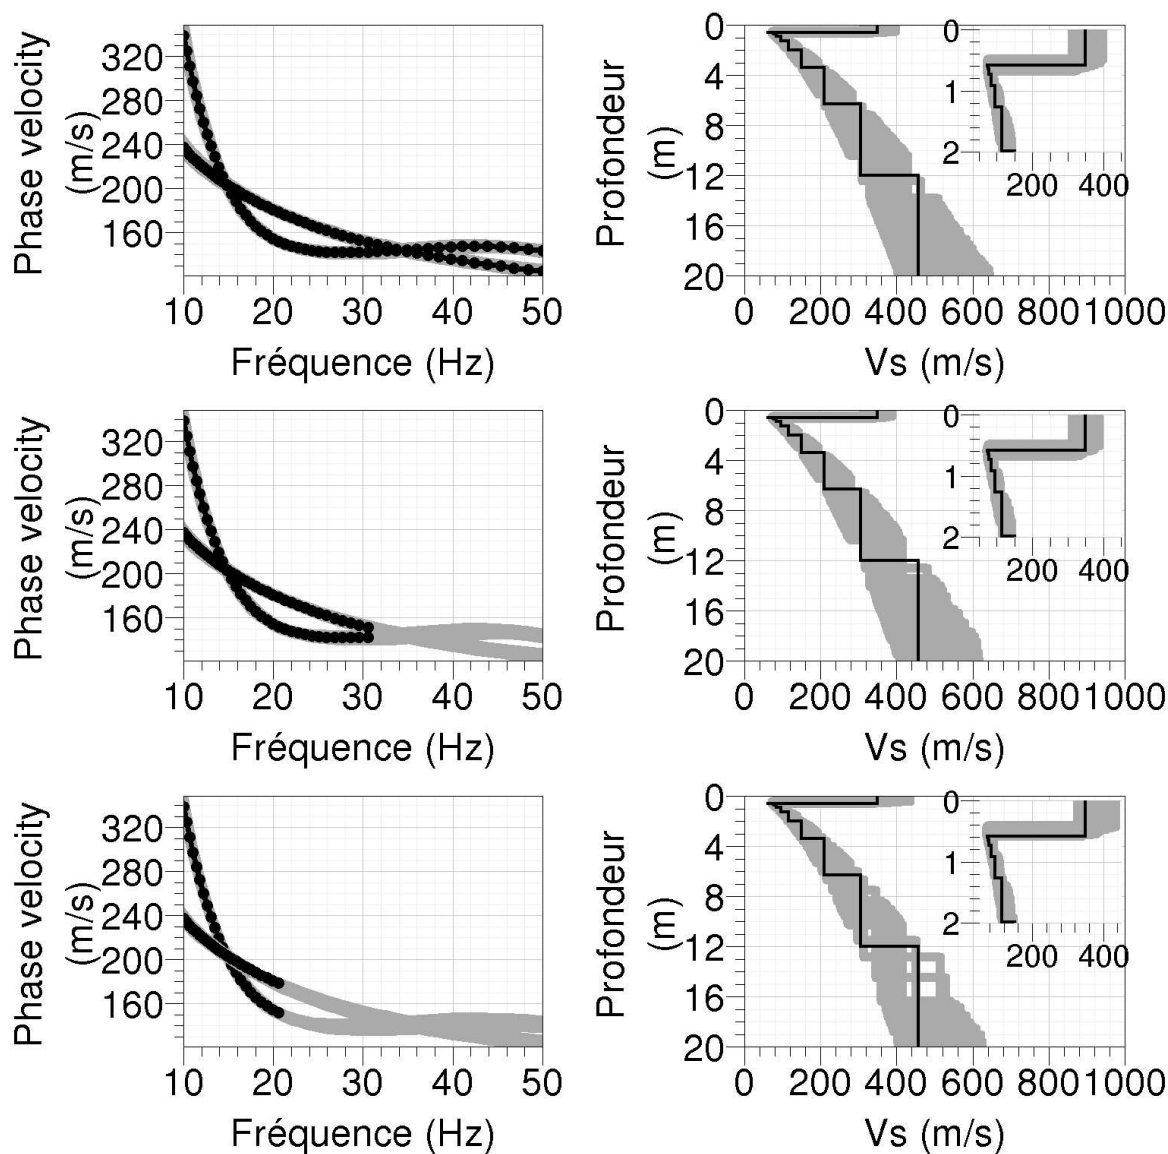 Phase velocity
(m/s)
320
280
240
200
160
10 20 30 40 50
Fréquence (Hz)
Profondeur
(m)
0
4
8
12
16
20
0 200 400 600 800 1000
Vs (m/s)
0
1
2
200 400
Phase velocity
(m/s)
320
280
240
200
160
10 20 30 40 50
Fréquence (Hz)
Profondeur
(m)
0
4
8
12
16
20
0 200 400 600 800 1000
Vs (m/s)
0
1
2
200 400
Phase velocity
(m/s)
320
280
240
200
160
10 20 30 40 50
Fréquence (Hz)
Profondeur
(m)
0
4
8
12
16
20
0 200 400 600 800 1000
Vs (m/s)
0
1
2
200 400